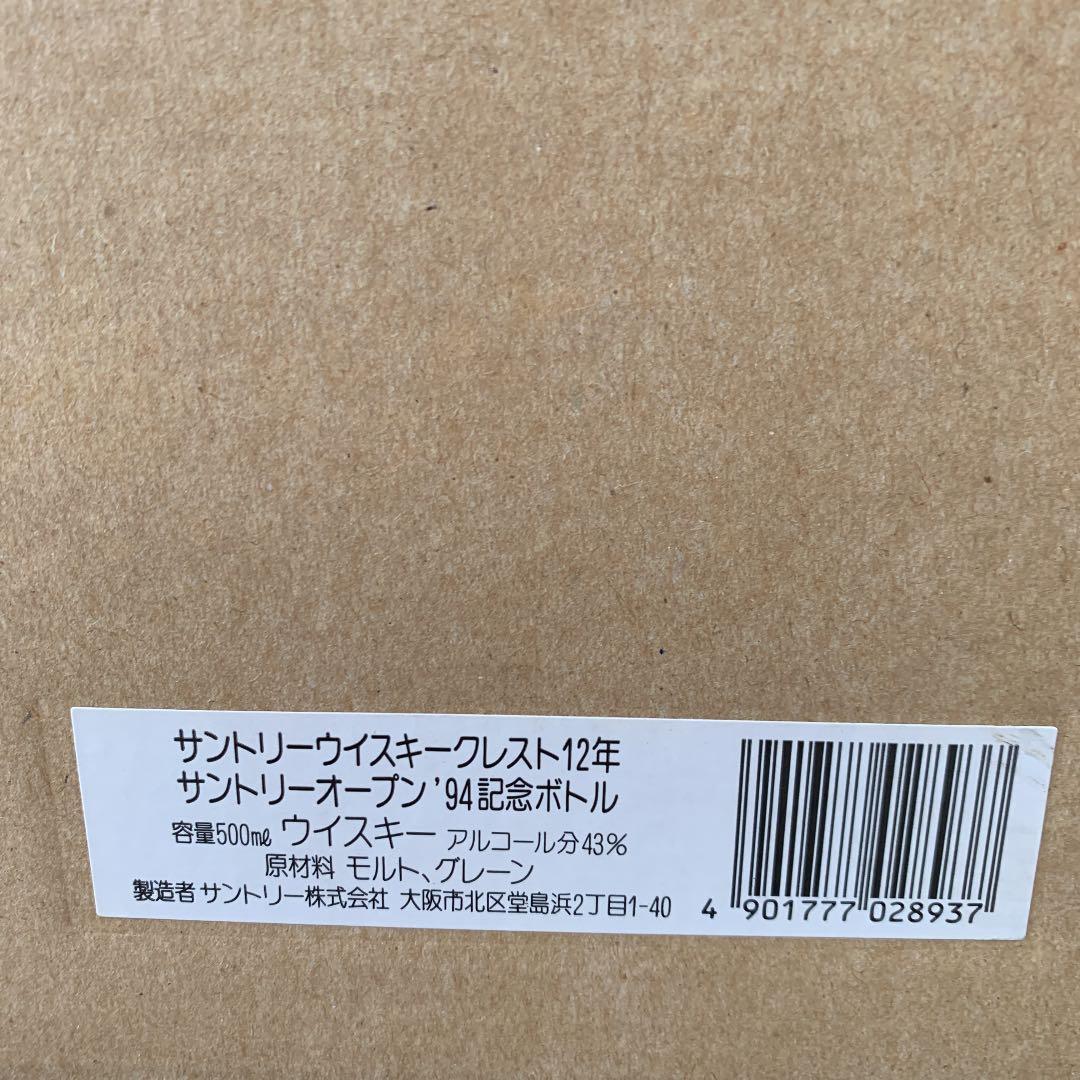 サントリーウイスキークレスト12年
サントリーオープン'94記念ボトル
容量500㎖ ウイスキー アルコール分43%
原材料 モルト、グレーン
製造者 サントリー株式会社 大阪市北区堂島浜2丁目1-40
4 901777 028937